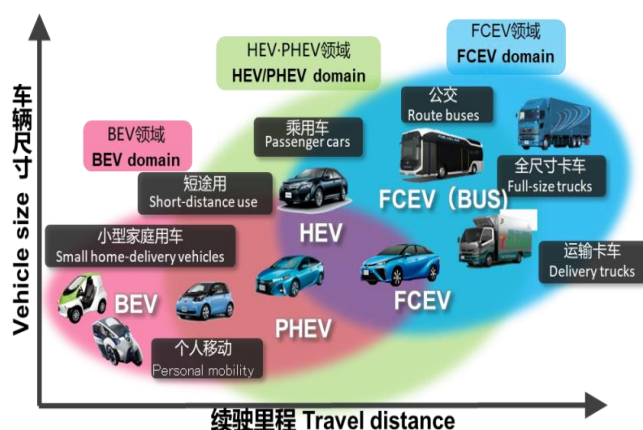 HEV·PHEV领域
HEV/PHEV domain
FCEV领域
FCEV domain
BEV领域
BEV domain
乘用车
Passenger cars
公交
Route buses
短途用
Short-distance use
全尺寸卡车
Full-size trucks
FCEV（BUS）
HEV
小型家庭用车
Small home-delivery vehicles
运输卡车
Delivery trucks
BEV
PHEV
FCEV
个人移动
Personal mobility
车辆尺寸
Vehicle size
续驶里程 Travel distance